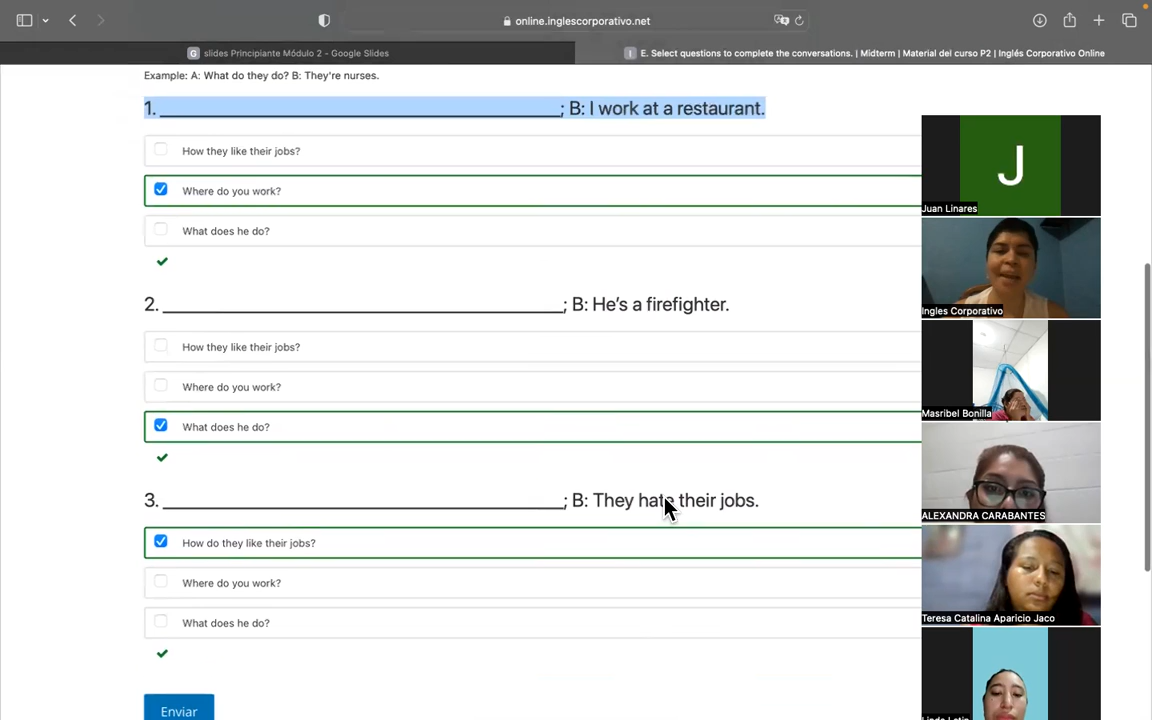 online.inglescorporativo.net
G slides Principiante Módulo 2 - Google Slides
I E. Select questions to complete the conversations. | Midterm | Material del curso P2 | Inglés Corporativo Online
Example: A: What do they do? B: They're nurses.
1. ________________________________________; B: I work at a restaurant.
How they like their jobs?
Where do you work?
What does he do?
2. ________________________________________; B: He's a firefighter.
How they like their jobs?
Where do you work?
What does he do?
3. ________________________________________; B: They hate their jobs.
How do they like their jobs?
Where do you work?
What does he do?
Enviar
J
Juan Linares
Ingles Corporativo
Masribel Bonilla
ALEXANDRA CARABANTES
Teresa Catalina Aparicio Jaco